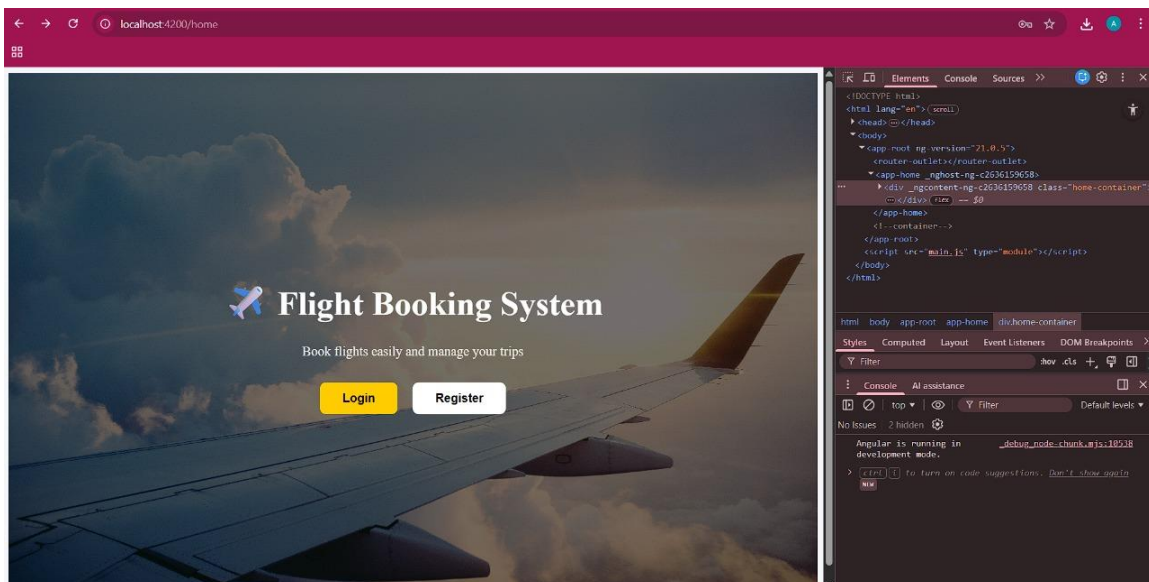 localhost:4200/home
A
Flight Booking System
Book flights easily and manage your trips
Login Register
Elements Console Sources >>
<!DOCTYPE html>
<html lang="en"> scroll
<head> </head>
<body>
<app-root ng-version="21.0.5">
<router-outlet></router-outlet>
<app-home _nghost-ng-c2636159658>
<div _ngcontent-ng-c2636159658 class="home-container">
</div> flex == $0
</app-home>
<!--container-->
</app-root>
<script src="main.js" type="module"></script>
</body>
</html>
html body app-root app-home div.home-container
Styles Computed Layout Event Listeners DOM Breakpoints
Filter :hov .cls +
Console AI assistance
top Filter Default levels
No Issues 2 hidden
Angular is running in _debug_node-chunk.mjs:10538
development mode.
ctrl i to turn on code suggestions. Don't show again
NEW